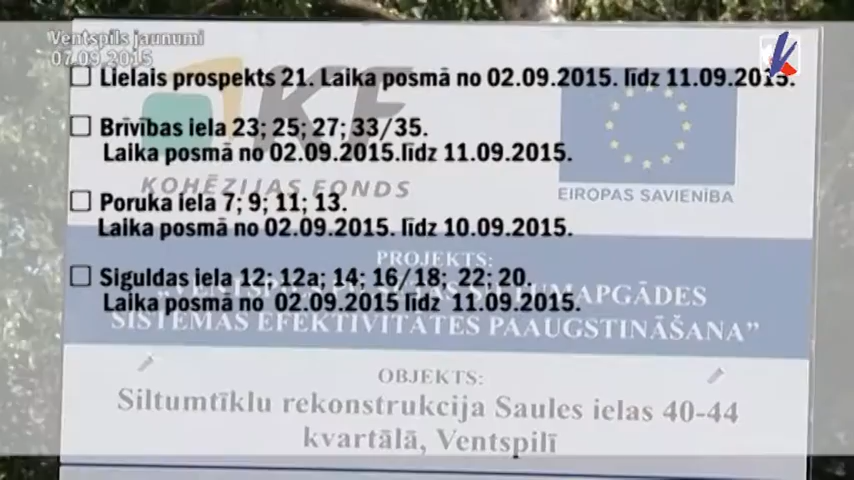 Ventspils jaunumi
07.09.2015
Lielais prospekts 21. Laika posmā no 02.09.2015. līdz 11.09.2015.
Brīvības iela 23; 25; 27; 33/35.
Laika posmā no 02.09.2015.līdz 11.09.2015.
KF
KOHĒZIJAS FONDS
EIROPAS SAVIENĪBA
Poruka iela 7; 9; 11; 13.
Laika posmā no 02.09.2015. līdz 10.09.2015.
PROJEKTS:
Siguldas iela 12; 12a; 14; 16/18; 22; 20.
Laika posmā no 02.09.2015 līdz 11.09.2015.
SISTĒMAS EFEKTIVITĀTES PAAUGSTINĀŠANA”
OBJEKTS:
Siltumtīklu rekonstrukcija Saules ielas 40-44
kvartālā, Ventspilī